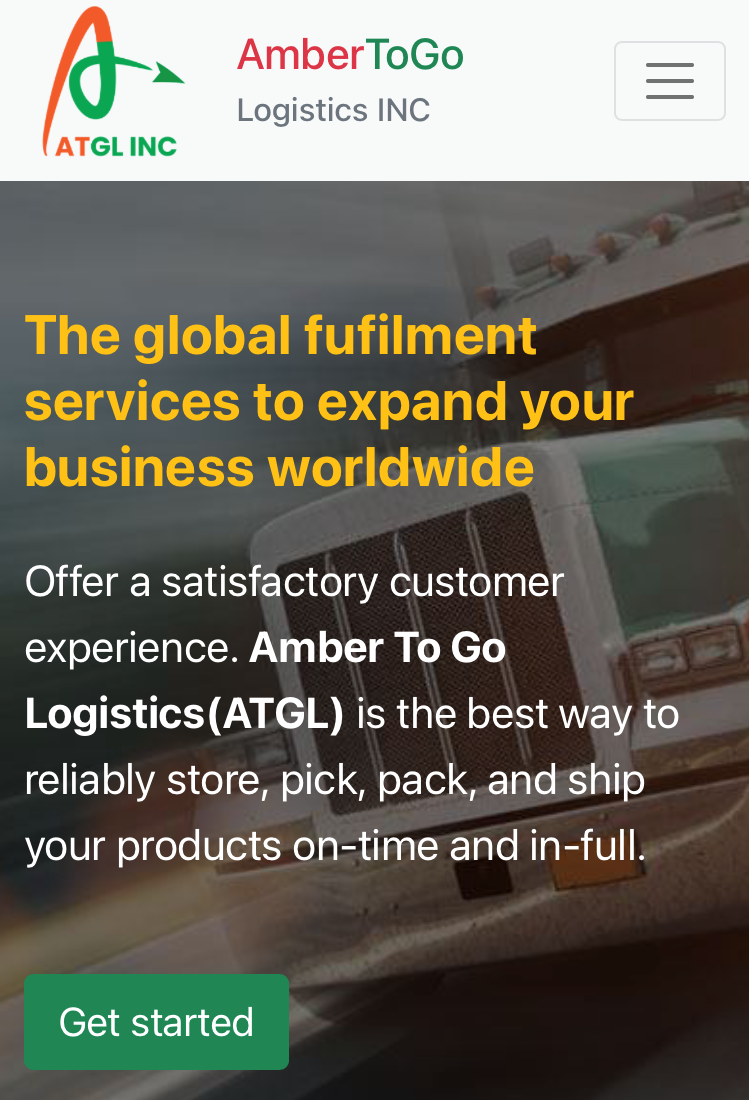 ATGL INC
AmberToGo
Logistics INC
The global fufilment
services to expand your
business worldwide
Offer a satisfactory customer
experience. Amber To Go
Logistics(ATGL) is the best way to
reliably store, pick, pack, and ship
your products on-time and in-full.
Get started